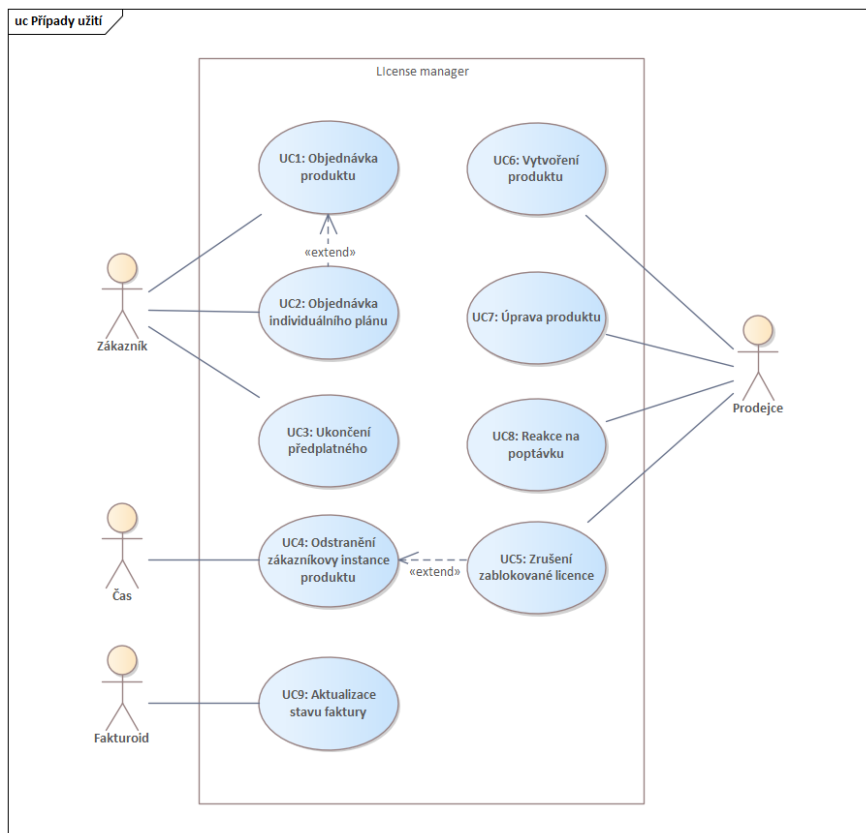 uc Případy užití
LIcense manager
UC1: Objednávka
produktu
UC6: Vytvoření
produktu
«extend»
UC2: Objednávka
individuálního plánu
UC7: Úprava produktu
Zákazník
Prodejce
UC3: Ukončení
předplatného
UC8: Reakce na
poptávku
UC4: Odstranění
zákazníkovy instance
produktu
«extend»
UC5: Zrušení
zablokované licence
Čas
UC9: Aktualizace
stavu faktury
Fakturoid